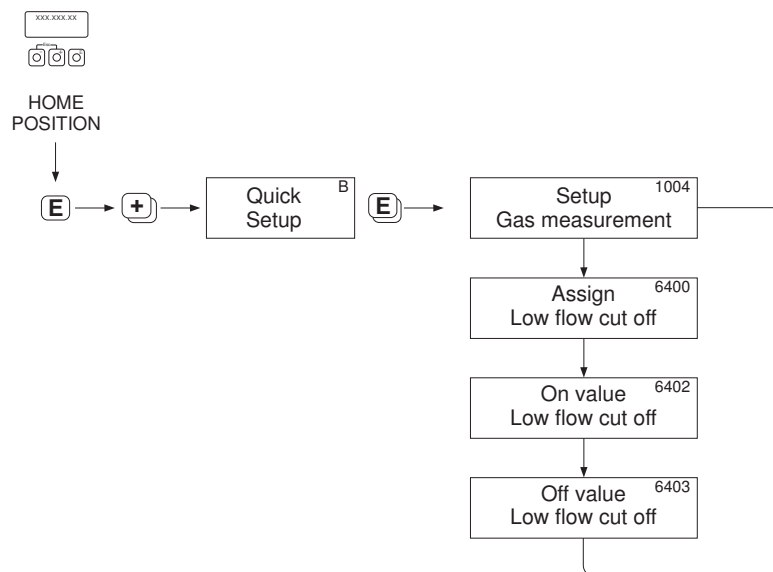 xxx.xxx.xx
HOME
POSITION
E
+
Quick B
Setup
E
Setup 1004
Gas measurement
Assign 6400
Low flow cut off
On value 6402
Low flow cut off
Off value 6403
Low flow cut off